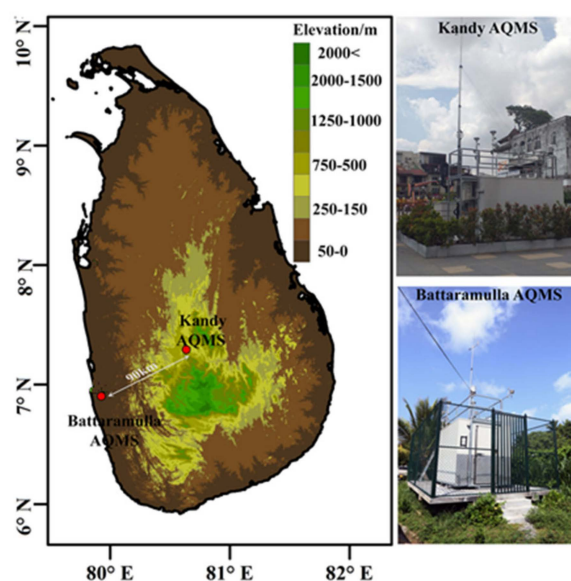 10° N
9° N
8° N
7° N
6° N
80° E
81° E
82° E
Elevation/m
2000<
2000-1500
1250-1000
750-500
250-150
50-0
Kandy
AQMS
90km
Battaramulla
AQMS
Kandy AQMS
Battaramulla AQMS